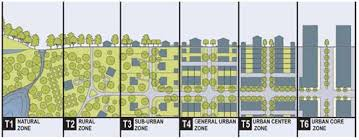 T1 NATURAL ZONE
T2 RURAL ZONE
T3 SUB-URBAN ZONE
T4 GENERAL URBAN ZONE
T5 URBAN CENTER ZONE
T6 URBAN CORE ZONE